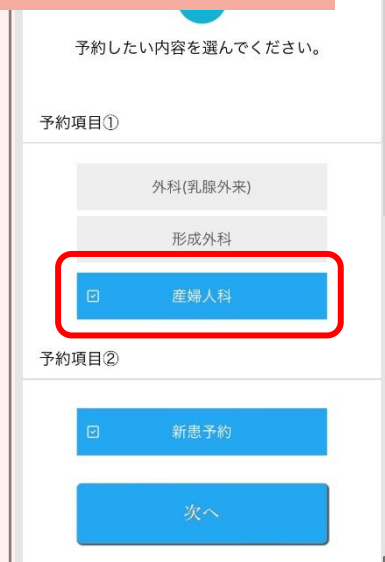 予約したい内容を選んでください。
予約項目①
外科(乳腺外来)
形成外科
産婦人科
予約項目②
新患予約
次へ